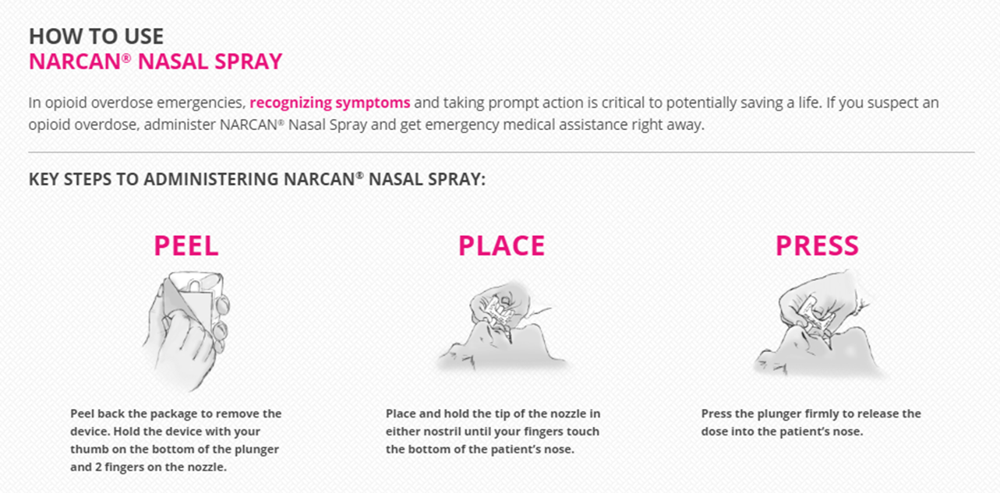 HOW TO USE
NARCAN® NASAL SPRAY
In opioid overdose emergencies, recognizing symptoms and taking prompt action is critical to potentially saving a life. If you suspect an
opioid overdose, administer NARCAN® Nasal Spray and get emergency medical assistance right away.
KEY STEPS TO ADMINISTERING NARCAN® NASAL SPRAY:
PEEL
Peel back the package to remove the
device. Hold the device with your
thumb on the bottom of the plunger
and 2 fingers on the nozzle.
PLACE
Place and hold the tip of the nozzle in
either nostril until your fingers touch
the bottom of the patient’s nose.
PRESS
Press the plunger firmly to release the
dose into the patient’s nose.